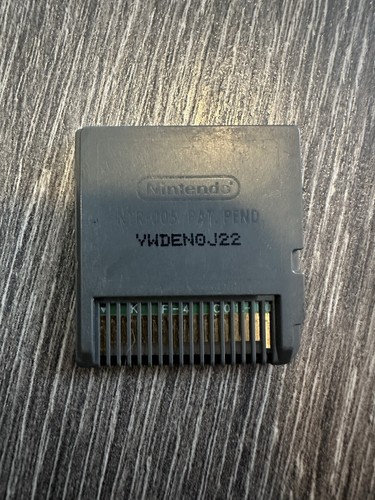 Nintendo
NTR-005 PAT PEND
YWDEN0J22